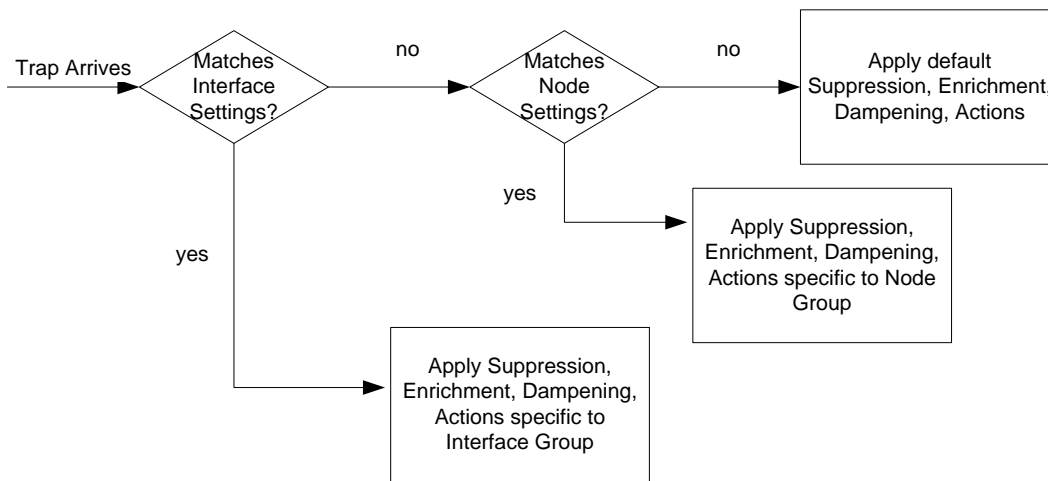 Trap Arrives
Matches
Interface
Settings?
no
Matches
Node
Settings?
no
Apply default
Suppression, Enrichment,
Dampening, Actions
yes
Apply Suppression,
Enrichment, Dampening,
Actions specific to Node
Group
yes
Apply Suppression,
Enrichment, Dampening,
Actions specific to
Interface Group